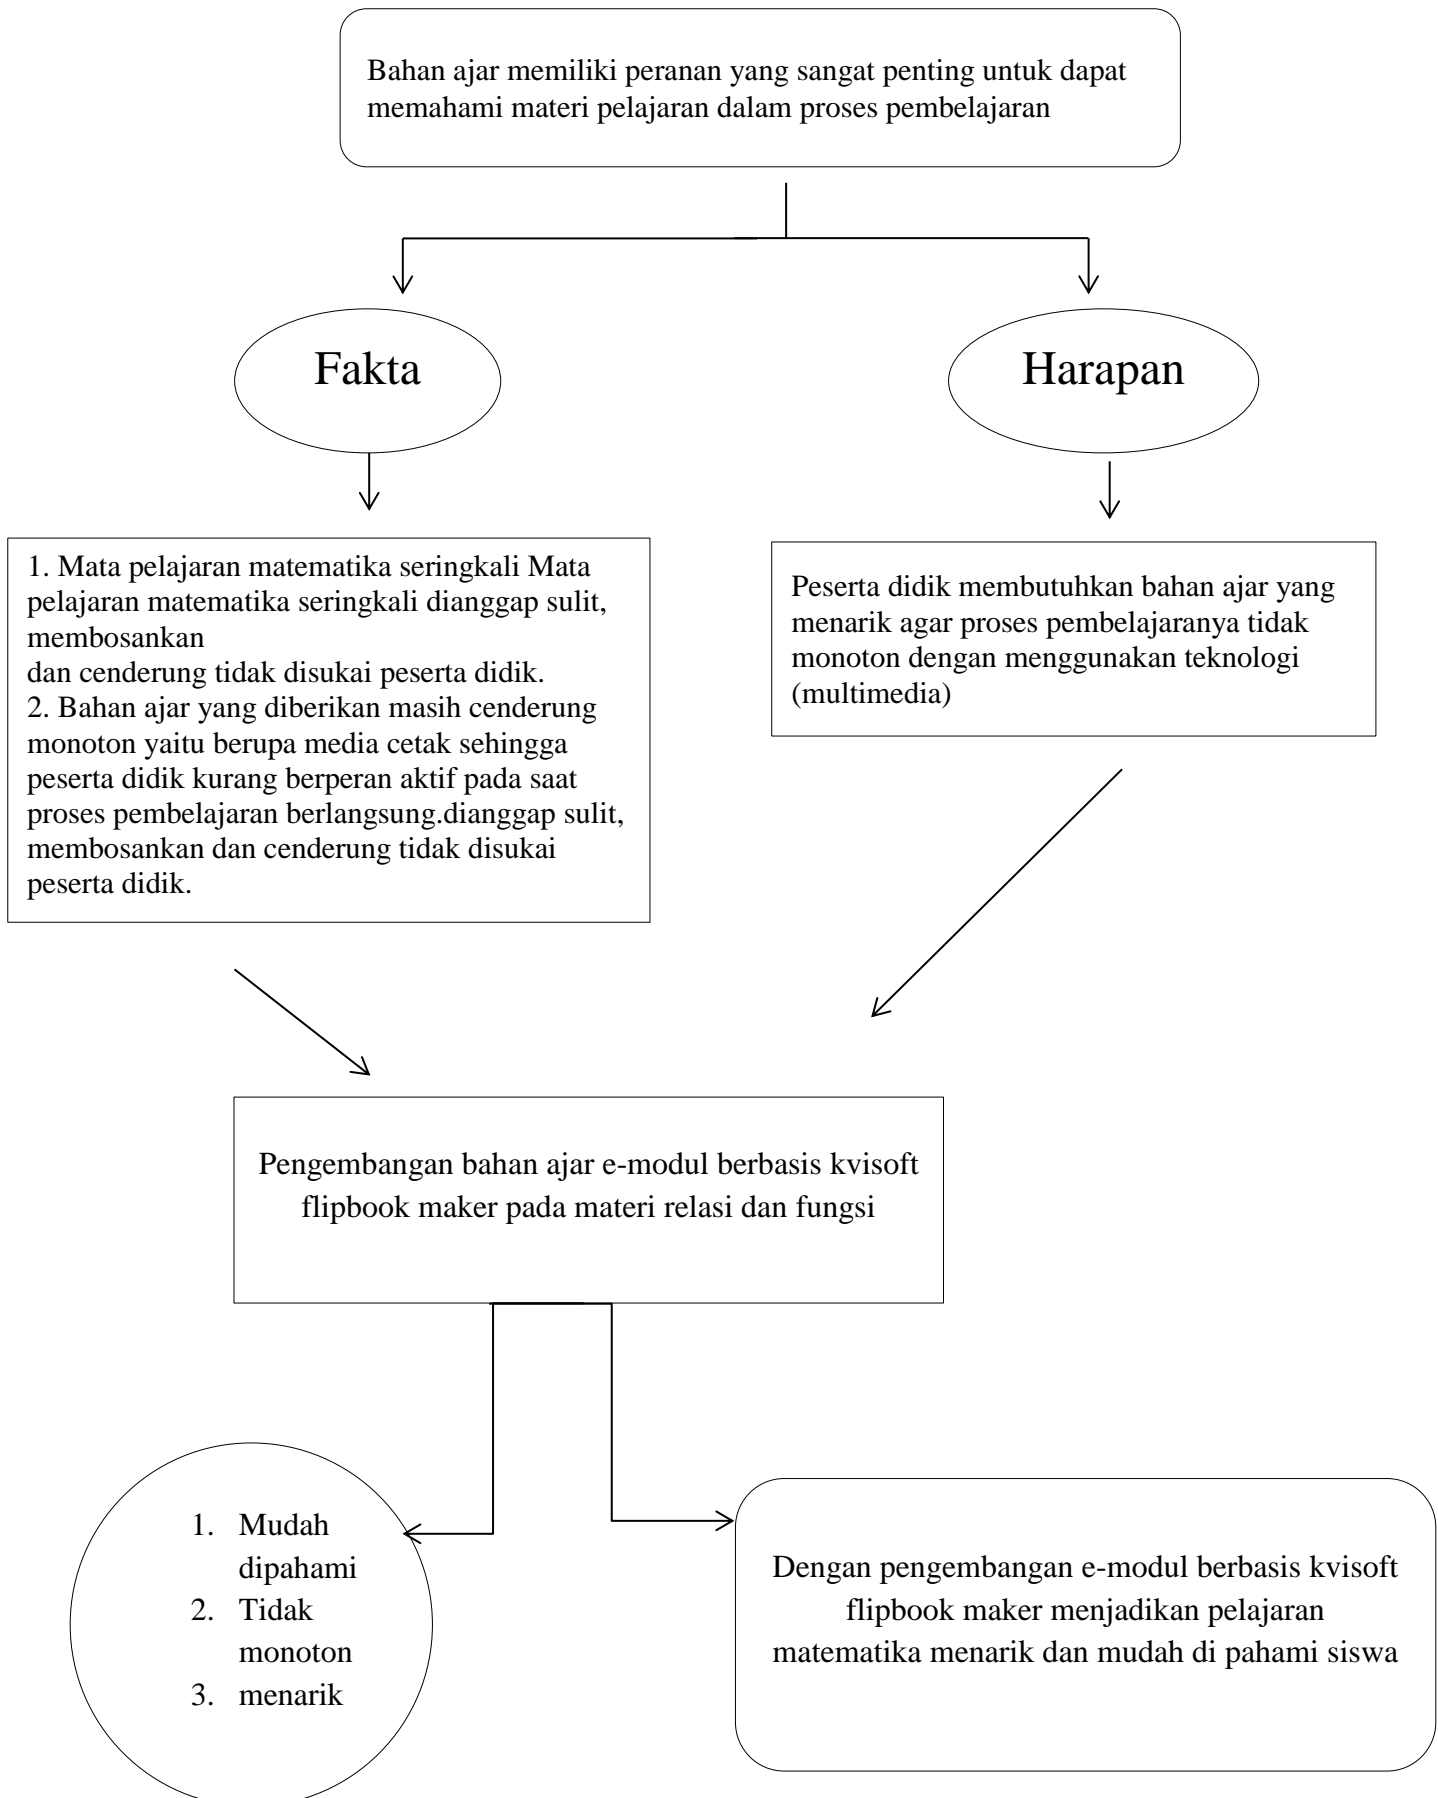 Bahan ajar memiliki peranan yang sangat penting untuk dapat
memahami materi pelajaran dalam proses pembelajaran
Fakta
Harapan
1. Mata pelajaran matematika seringkali Mata
pelajaran matematika seringkali dianggap sulit,
membosankan
dan cenderung tidak disukai peserta didik.
2. Bahan ajar yang diberikan masih cenderung
monoton yaitu berupa media cetak sehingga
peserta didik kurang berperan aktif pada saat
proses pembelajaran berlangsung.dianggap sulit,
membosankan dan cenderung tidak disukai
peserta didik.
Peserta didik membutuhkan bahan ajar yang
menarik agar proses pembelajaranya tidak
monoton dengan menggunakan teknologi
(multimedia)
Pengembangan bahan ajar e-modul berbasis kvisoft
flipbook maker pada materi relasi dan fungsi
1. Mudah
dipahami
2. Tidak
monoton
3. menarik
Dengan pengembangan e-modul berbasis kvisoft
flipbook maker menjadikan pelajaran
matematika menarik dan mudah di pahami siswa